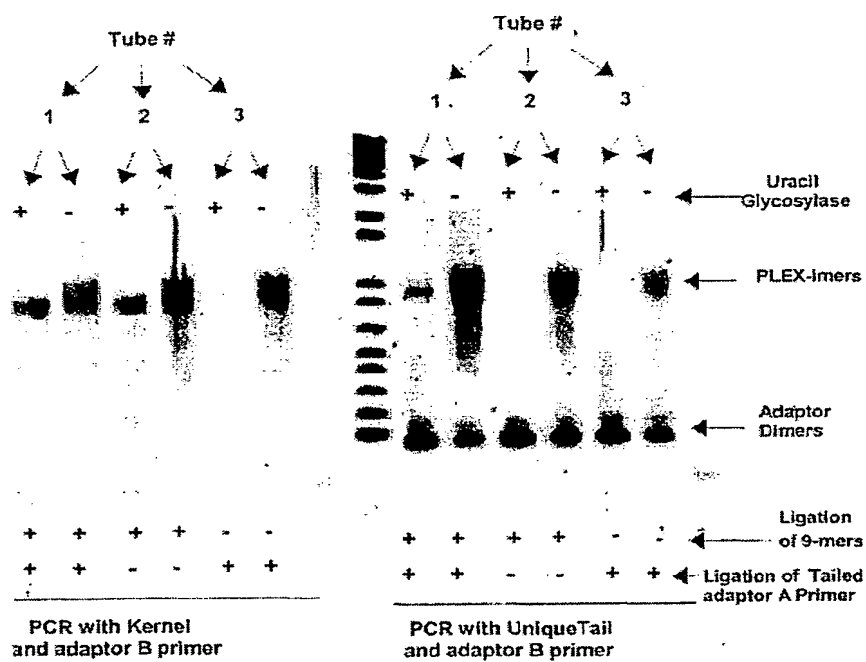 Tube #
1 2 3
+ - + - + -
+ + + + - -
+ + - - + +
PCR with Kernel
and adaptor B primer
Tube #
1 2 3
+ - + - + -
Uracil
Glycosylase
PLEX-imers
Adaptor
Dimers
+ + + + - -
Ligation
of 9-mers
+ + - - + +
Ligation of Tailed
adaptor A Primer
PCR with UniqueTail
and adaptor B primer